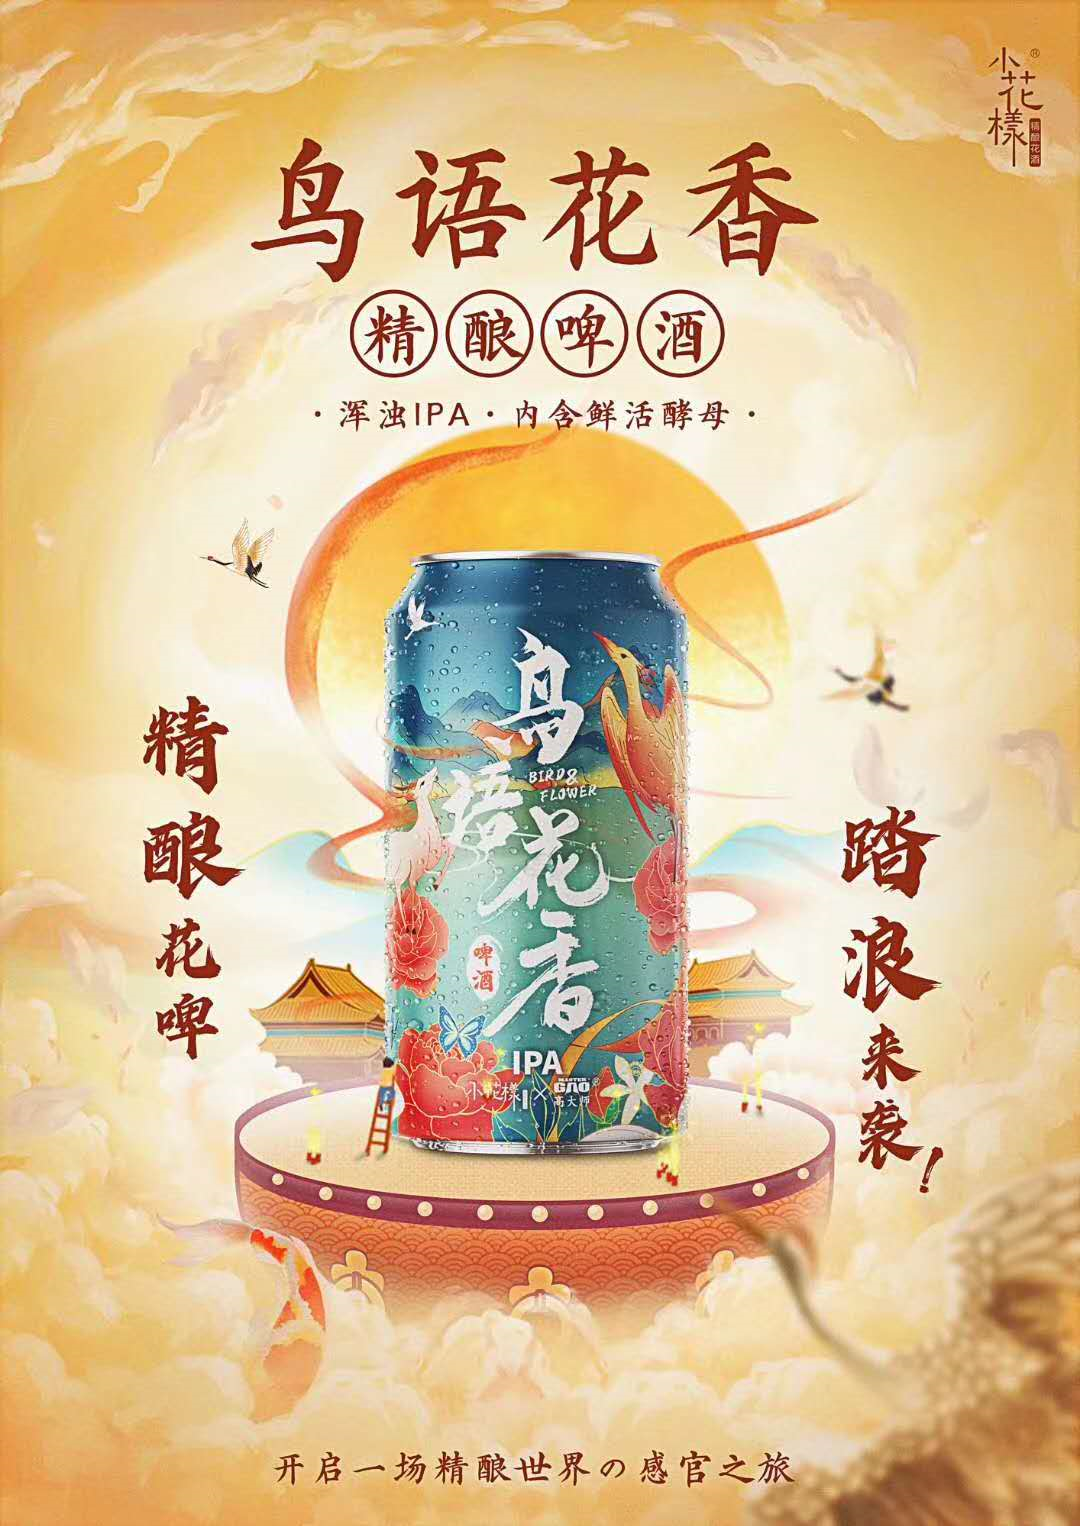 小花樣®
精酿花酒
鸟语花香
精酿啤酒
·浑浊IPA·内含鲜活酵母·
精酿花啤
踏浪来袭!
鸟语花香
BIRD&
FLOWER
啤酒
IPA
小花樣×MASTER GAO®
高大师
开启一场精酿世界の感官之旅